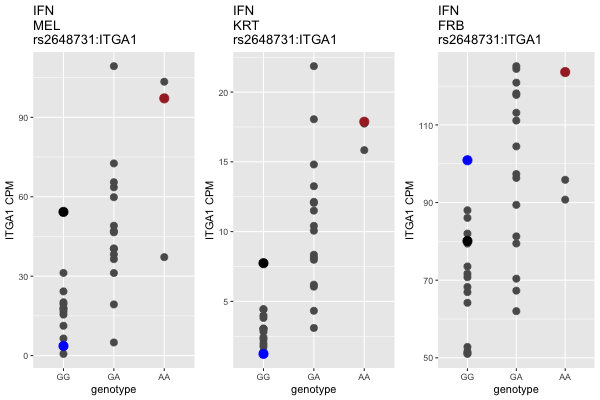 IFN
MEL
rs2648731:ITGA1
ITGA1 CPM
90
60
30
0
GG GA AA
genotype
IFN
KRT
rs2648731:ITGA1
ITGA1 CPM
20
15
10
5
GG GA AA
genotype
IFN
FRB
rs2648731:ITGA1
ITGA1 CPM
110
90
70
50
GG GA AA
genotype